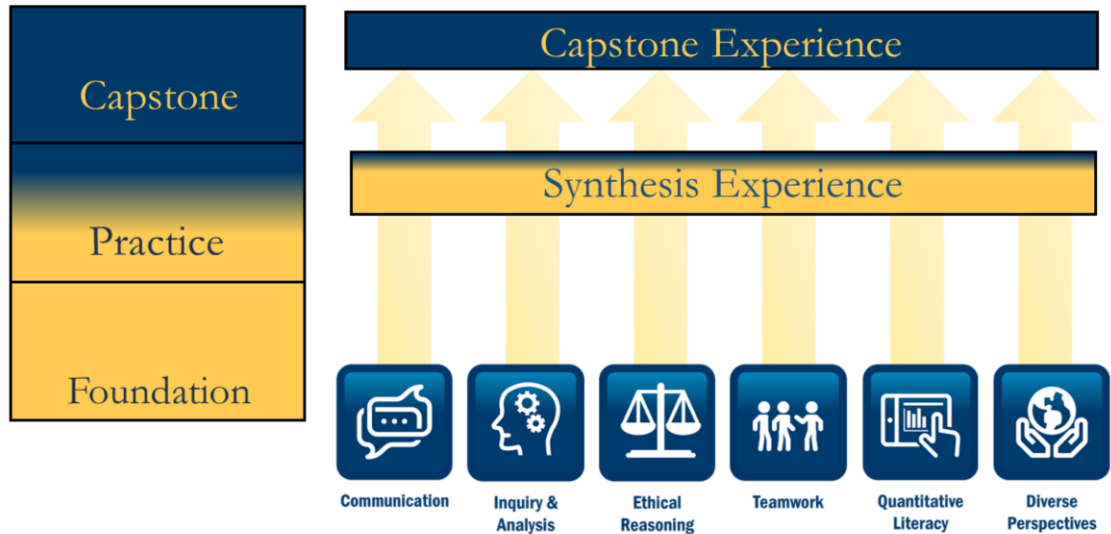 Capstone
Practice
Foundation
Capstone Experience
Synthesis Experience
Communication
Inquiry &
Analysis
Ethical
Reasoning
Teamwork
Quantitative
Literacy
Diverse
Perspectives